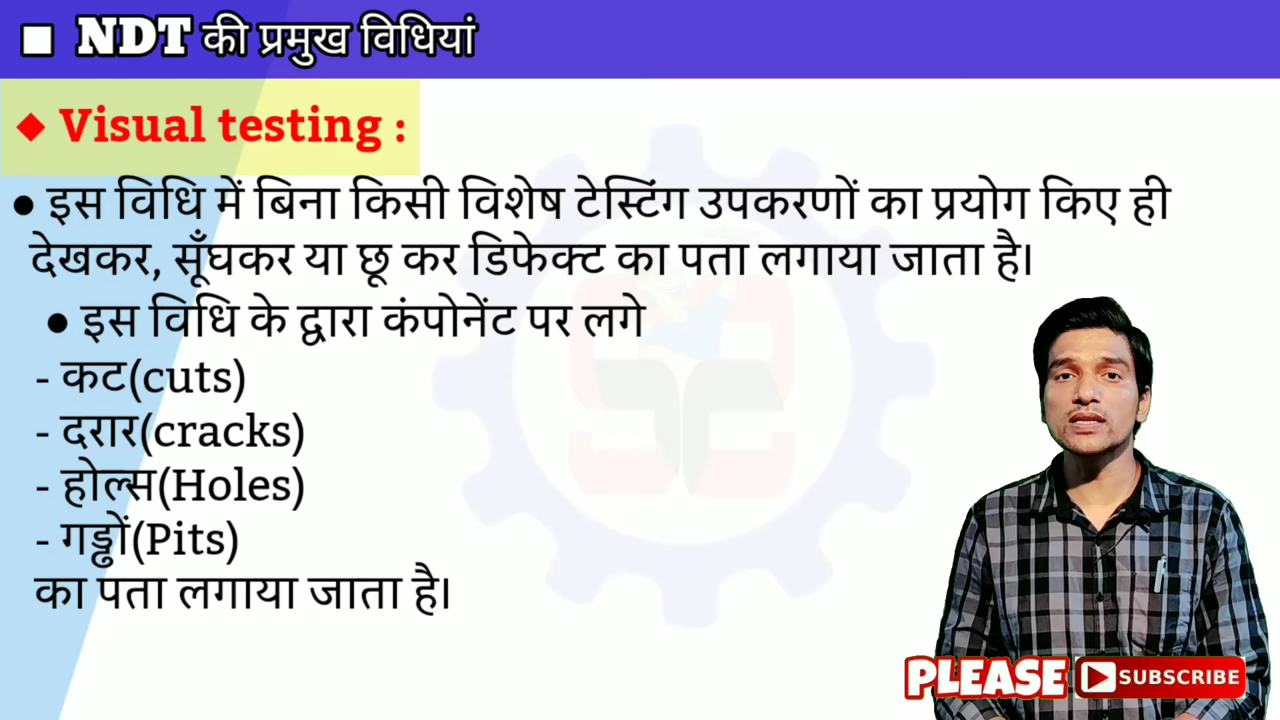 ■ NDT की प्रमुख विधियां
◆ Visual testing :
● इस विधि में बिना किसी विशेष टेस्टिंग उपकरणों का प्रयोग किए ही
देखकर, सूँघकर या छू कर डिफेक्ट का पता लगाया जाता है।
● इस विधि के द्वारा कंपोनेंट पर लगे
- कट(cuts)
- दरार(cracks)
- होल्स(Holes)
- गड्ढों(Pits)
का पता लगाया जाता है।
PLEASE SUBSCRIBE